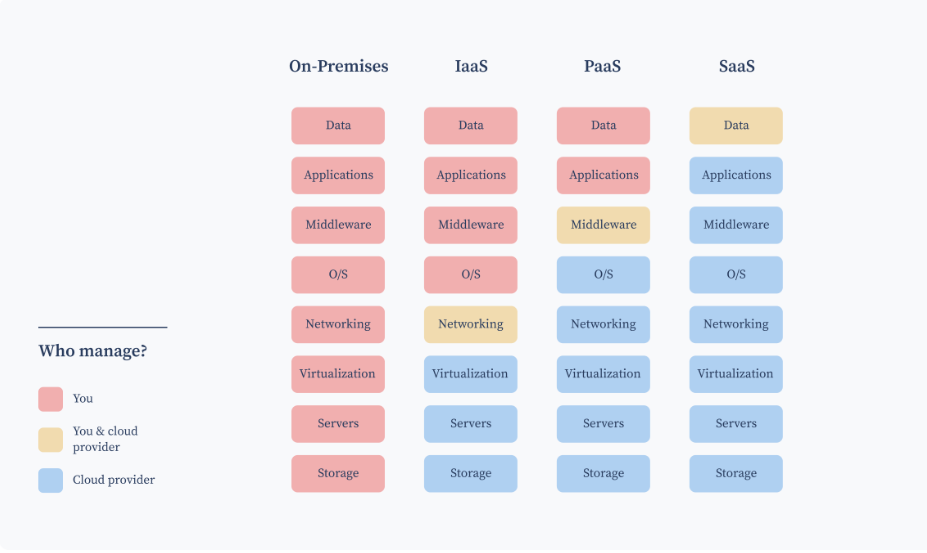 On-Premises IaaS PaaS SaaS
Data Data Data Data
Applications Applications Applications Applications
Middleware Middleware Middleware Middleware
O/S O/S O/S O/S
Networking Networking Networking Networking
Virtualization Virtualization Virtualization Virtualization
Servers Servers Servers Servers
Storage Storage Storage Storage
Who manage?
You
You & cloud
provider
Cloud provider